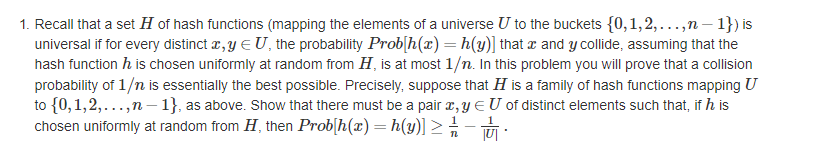 1. Recall that a set H of hash functions (mapping the elements of a universe U to the buckets {0, 1, 2, . . . , n − 1}) is
universal if for every distinct x, y ∈ U, the probability Prob[h(x) = h(y)] that x and y collide, assuming that the
hash function h is chosen uniformly at random from H, is at most 1/n. In this problem you will prove that a collision
probability of 1/n is essentially the best possible. Precisely, suppose that H is a family of hash functions mapping U
to {0, 1, 2, . . . , n − 1}, as above. Show that there must be a pair x, y ∈ U of distinct elements such that, if h is
chosen uniformly at random from H, then Prob[h(x) = h(y)] ≥ 1/n − 1/|U| .